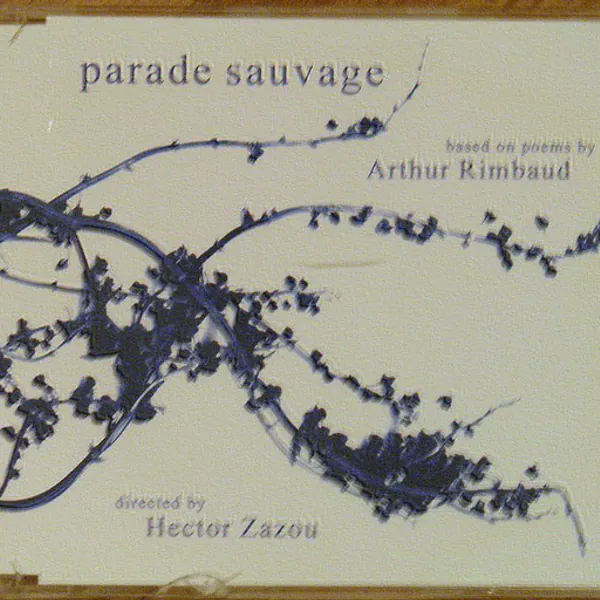 parade sauvage
based on poems by
Arthur Rimbaud
directed by
Hector Zazou